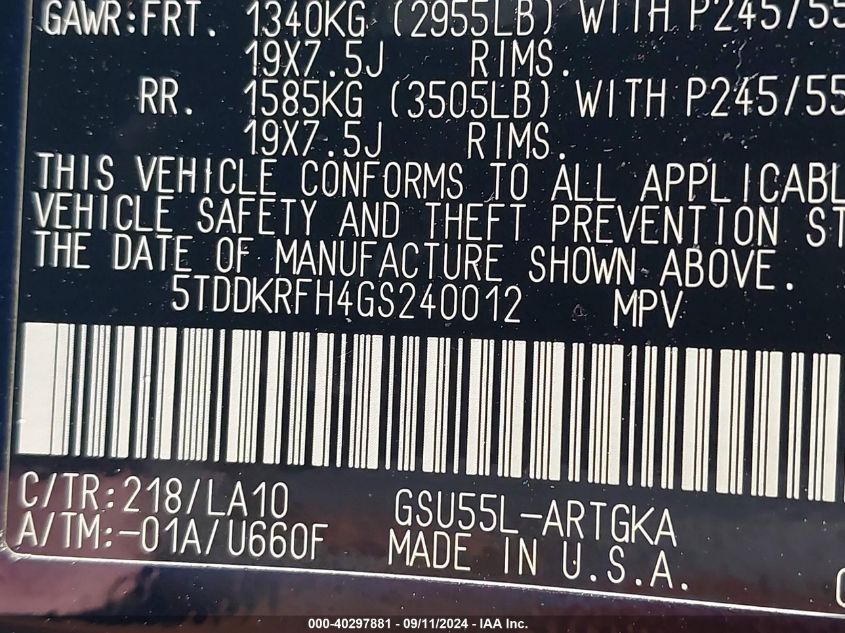 GAWR:FRT. 1340KG (2955LB) WITH P245/55
19X7.5J RIMS.
RR. 1585KG (3505LB) WITH P245/55
19X7.5J RIMS.
THIS VEHICLE CONFORMS TO ALL APPLICABL
VEHICLE SAFETY AND THEFT PREVENTION ST
THE DATE OF MANUFACTURE SHOWN ABOVE.
5TDDKRFH4GS240012 MPV
C/TR:218/LA10 GSU55L-ARTGKA
A/TM:-01A/U660F MADE IN U.S.A.
000-40297881 - 09/11/2024 - IAA Inc.